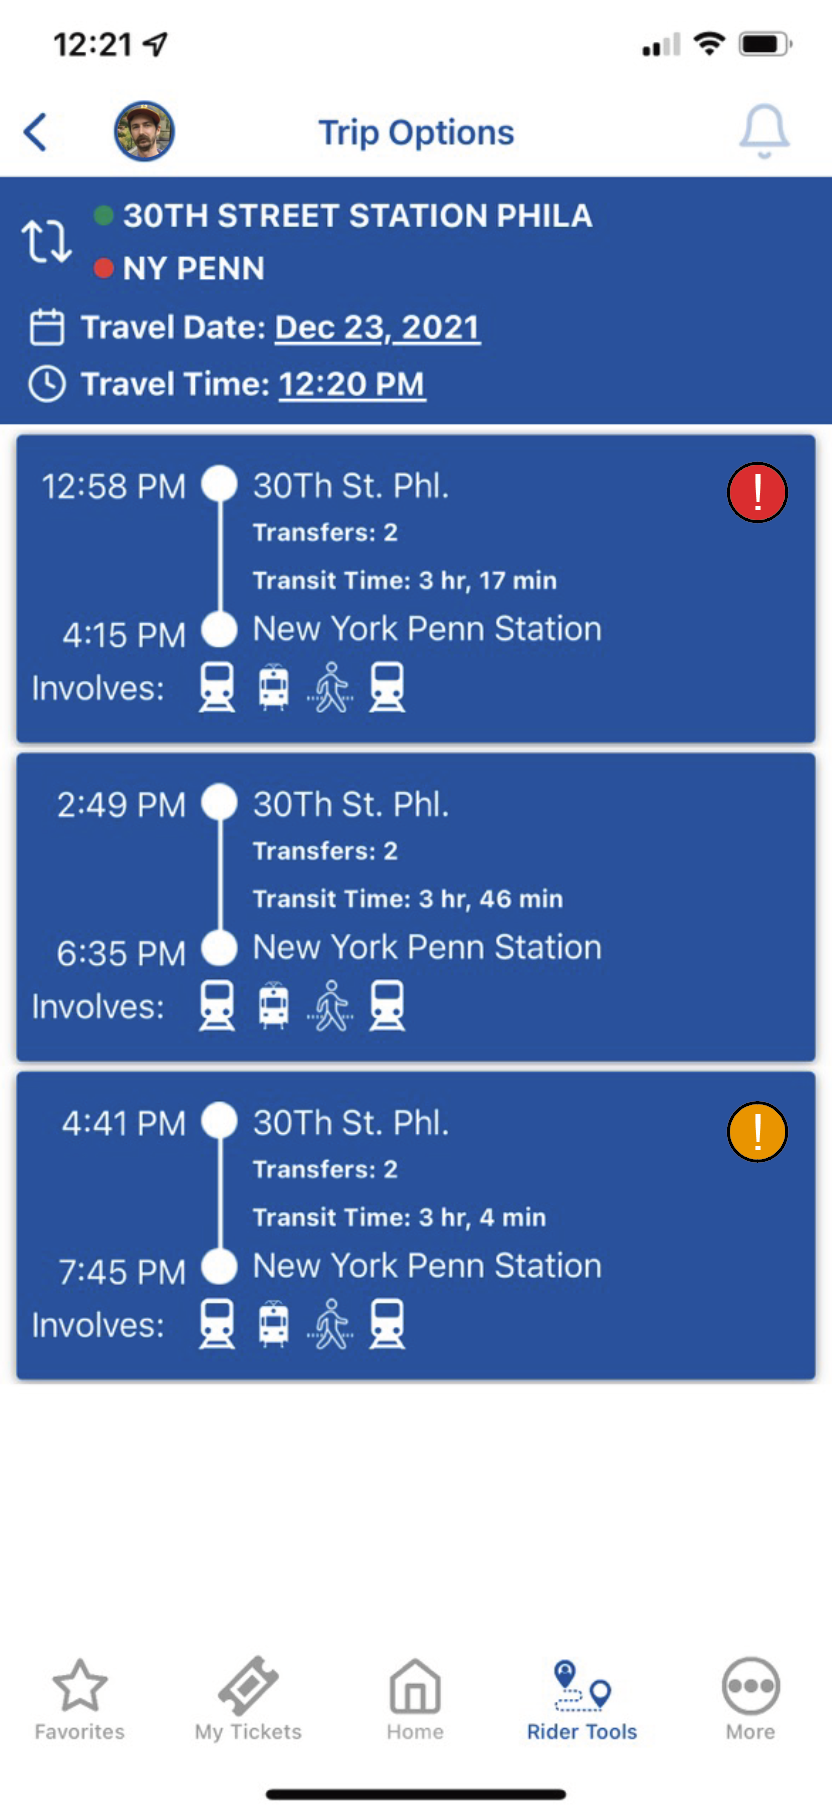 12:21
Trip Options
30TH STREET STATION PHILA
NY PENN
Travel Date: Dec 23, 2021
Travel Time: 12:20 PM
12:58 PM 30Th St. Phl.
!
Transfers: 2
Transit Time: 3 hr, 17 min
4:15 PM New York Penn Station
Involves:
2:49 PM 30Th St. Phl.
Transfers: 2
Transit Time: 3 hr, 46 min
6:35 PM New York Penn Station
Involves:
4:41 PM 30Th St. Phl.
!
Transfers: 2
Transit Time: 3 hr, 4 min
7:45 PM New York Penn Station
Involves:
Favorites My Tickets Home Rider Tools More